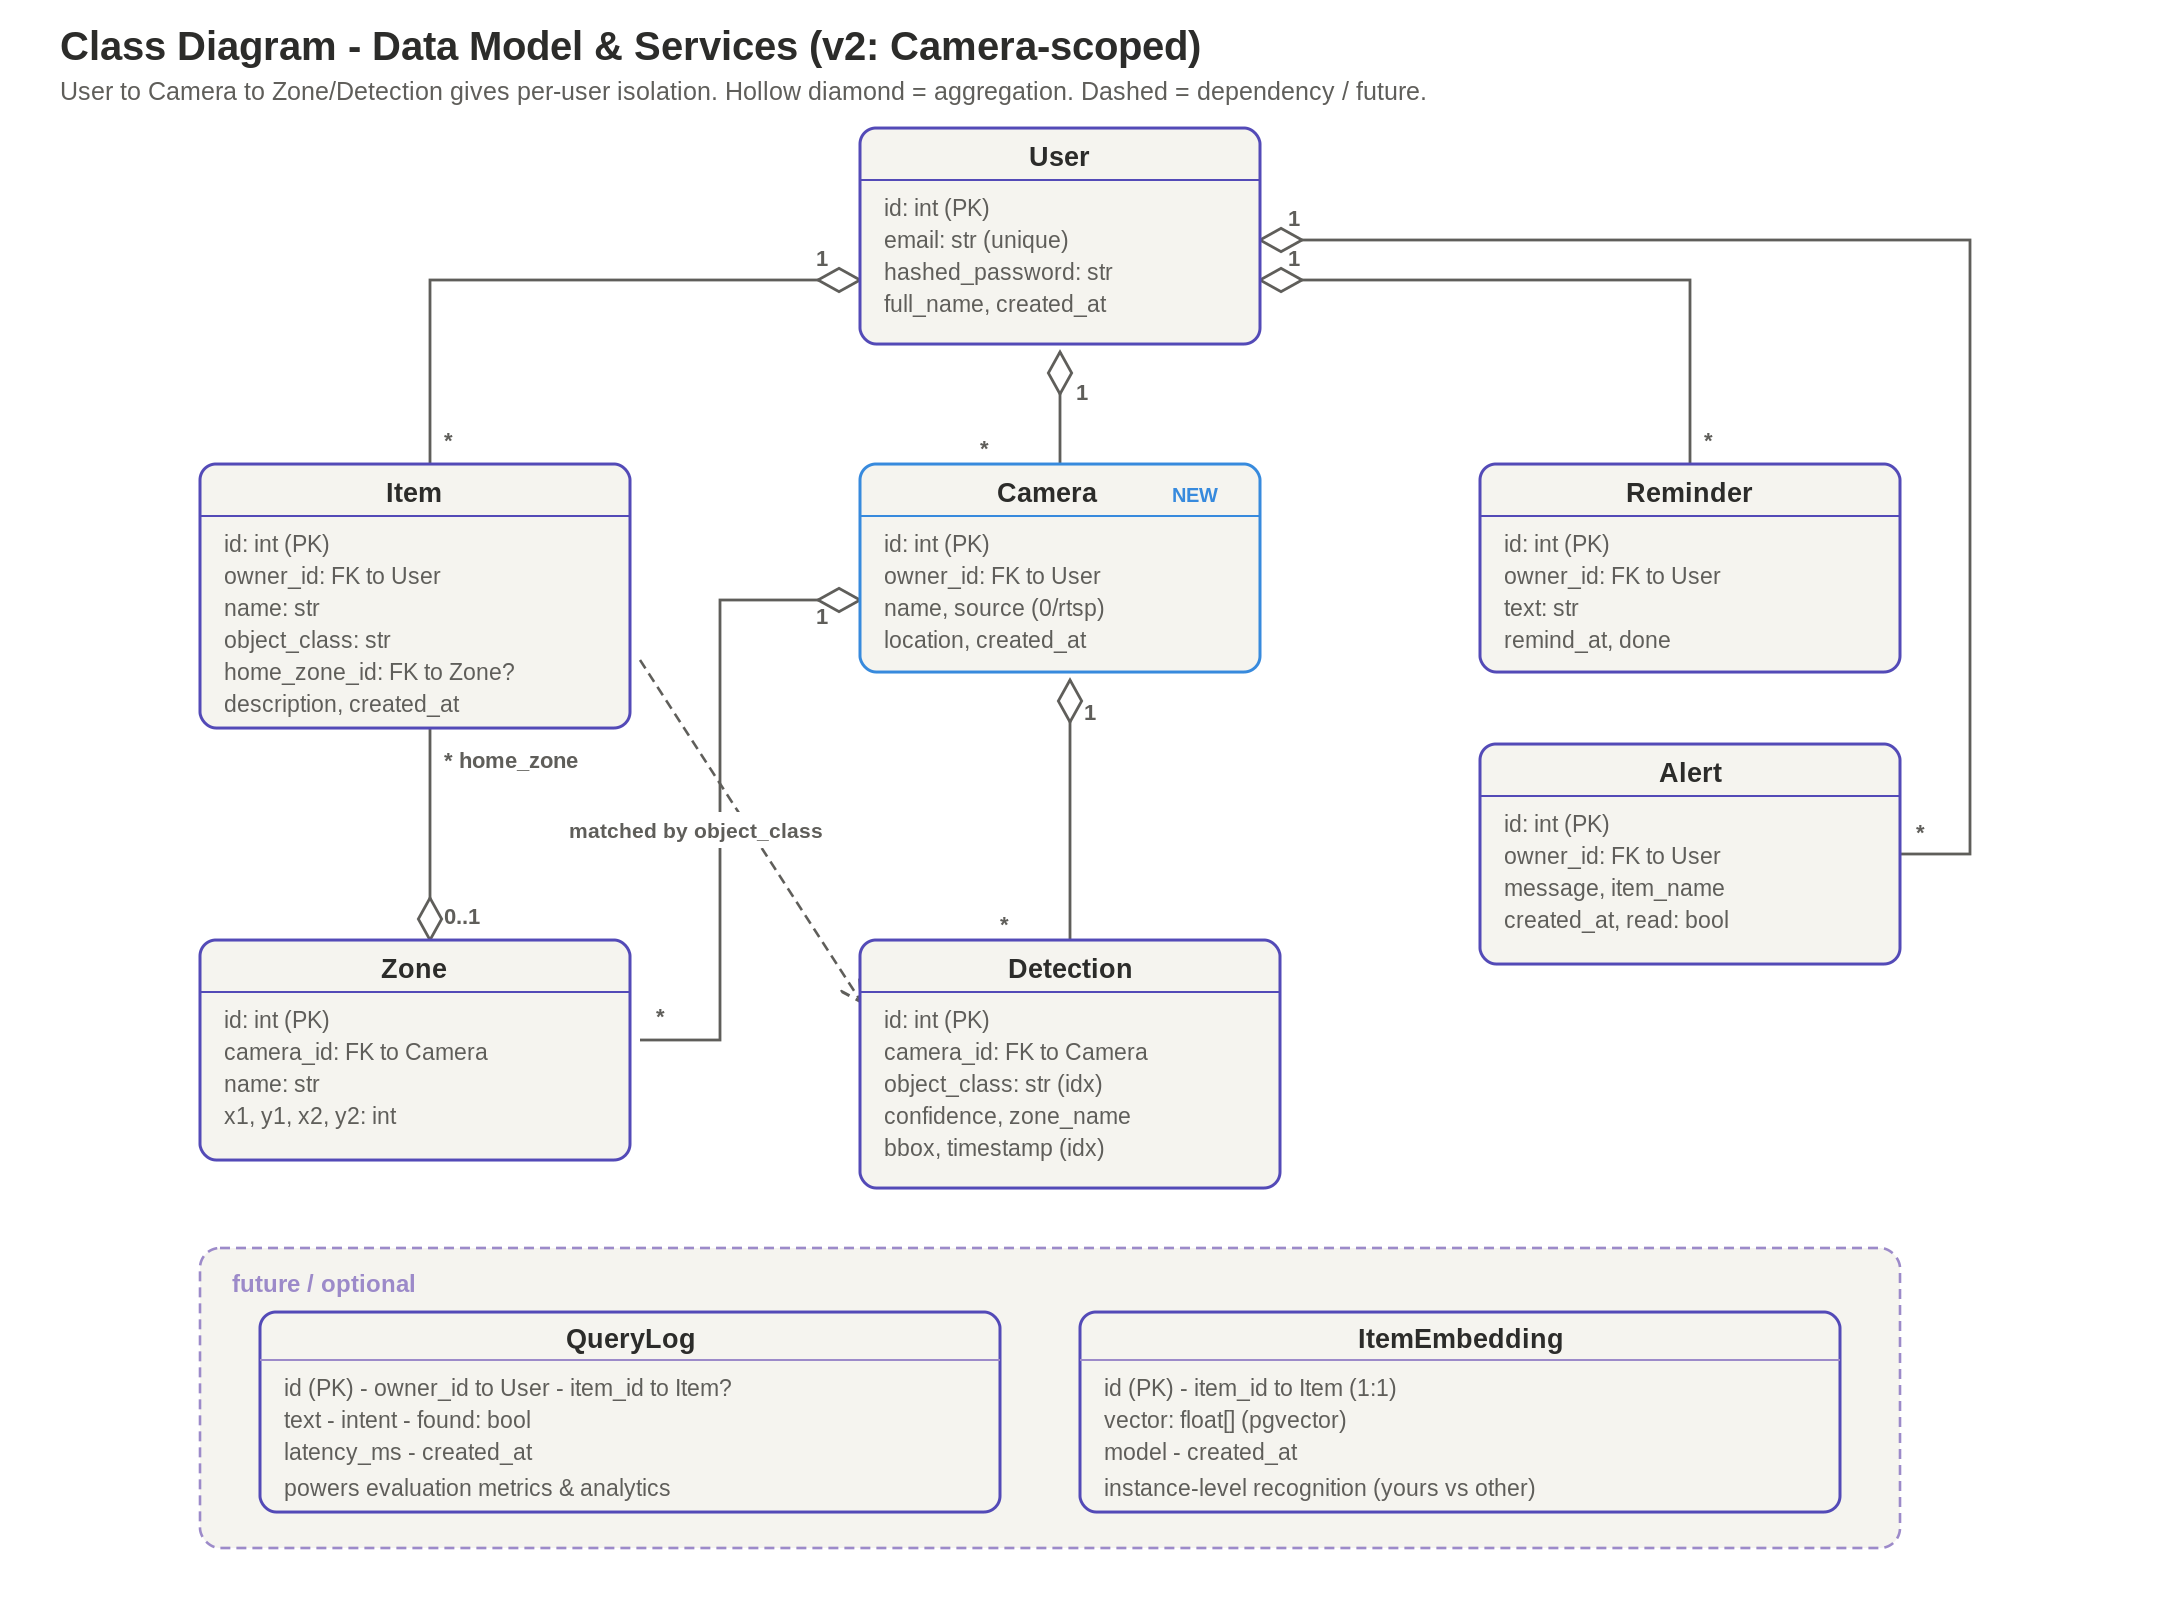 Class Diagram - Data Model & Services (v2: Camera-scoped)
User to Camera to Zone/Detection gives per-user isolation. Hollow diamond = aggregation. Dashed = dependency / future.
User
id: int (PK)
email: str (unique)
hashed_password: str
full_name, created_at
1
1
1
1
*
*
*
Item
id: int (PK)
owner_id: FK to User
name: str
object_class: str
home_zone_id: FK to Zone?
description, created_at
Camera
NEW
id: int (PK)
owner_id: FK to User
name, source (0/rtsp)
location, created_at
1
1
Reminder
id: int (PK)
owner_id: FK to User
text: str
remind_at, done
* home_zone
matched by object_class
0..1
*
*
Alert
id: int (PK)
owner_id: FK to User
message, item_name
created_at, read: bool
*
Zone
id: int (PK)
camera_id: FK to Camera
name: str
x1, y1, x2, y2: int
Detection
id: int (PK)
camera_id: FK to Camera
object_class: str (idx)
confidence, zone_name
bbox, timestamp (idx)
future / optional
QueryLog
id (PK) - owner_id to User - item_id to Item?
text - intent - found: bool
latency_ms - created_at
powers evaluation metrics & analytics
ItemEmbedding
id (PK) - item_id to Item (1:1)
vector: float[] (pgvector)
model - created_at
instance-level recognition (yours vs other)